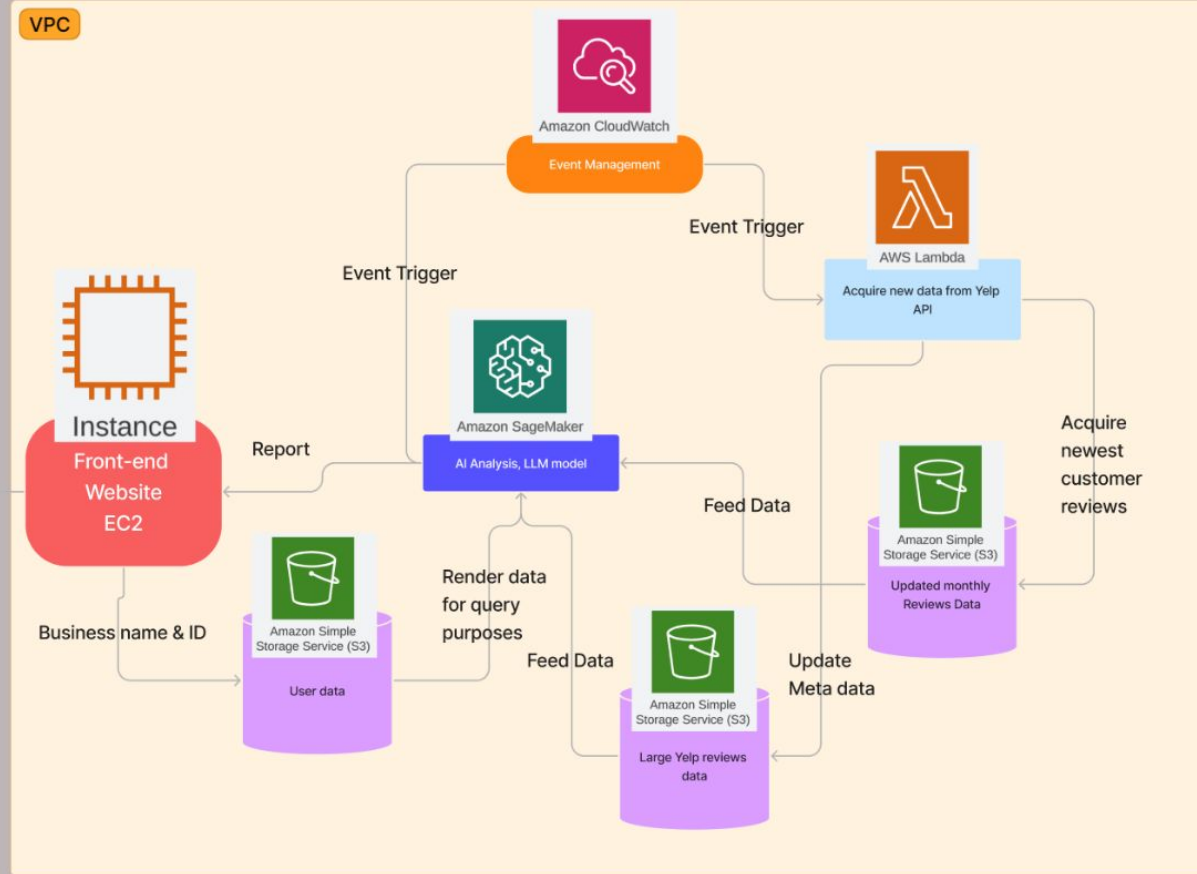 VPC
Amazon CloudWatch
Event Management
Event Trigger
AWS Lambda
Acquire new data from Yelp
API
Event Trigger
Amazon SageMaker
AI Analysis, LLM model
Instance
Front-end
Website
EC2
Report
Acquire
newest
customer
reviews
Feed Data
Amazon Simple
Storage Service (S3)
Updated monthly
Reviews Data
Render data
for query
purposes
Business name & ID
Amazon Simple
Storage Service (S3)
User data
Feed Data
Update
Meta data
Amazon Simple
Storage Service (S3)
Large Yelp reviews
data